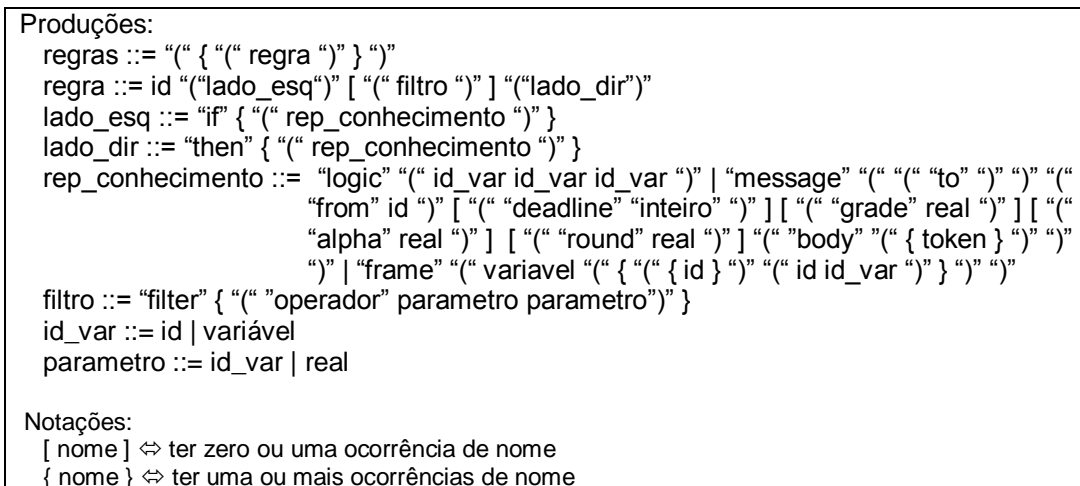 Produções:
regras ::= “(“ { “(“ regra “)” } “)”
regra ::= id “(“lado_esq“)” [ “(“ filtro “)” ] “(“lado_dir”)”
lado_esq ::= “if” { “(“ rep_conhecimento “)” }
lado_dir ::= “then” { “(“ rep_conhecimento “)” }
rep_conhecimento ::= “logic” “(“ id_var id_var id_var “)” | “message” “(“ “(“ “to” “)” “)” “(“
“from” id “)” [ “(“ “deadline” “inteiro” “)” ] [ “(“ “grade” real “)” ] [ “(“
“alpha” real “)” ] [ “(“ “round” real “)” ] “(“ ”body” ”(“ { token } “)” “)”
“)” | “frame” “(“ variavel “(“ { “(“ { id } “)” “(“ id id_var “)” } “)” “)”
filtro ::= “filter” { “(“ ”operador” parametro parametro”)” }
id_var ::= id | variável
parametro ::= id_var | real
Notações:
[ nome ] ⇔ ter zero ou uma ocorrência de nome
{ nome } ⇔ ter uma ou mais ocorrências de nome